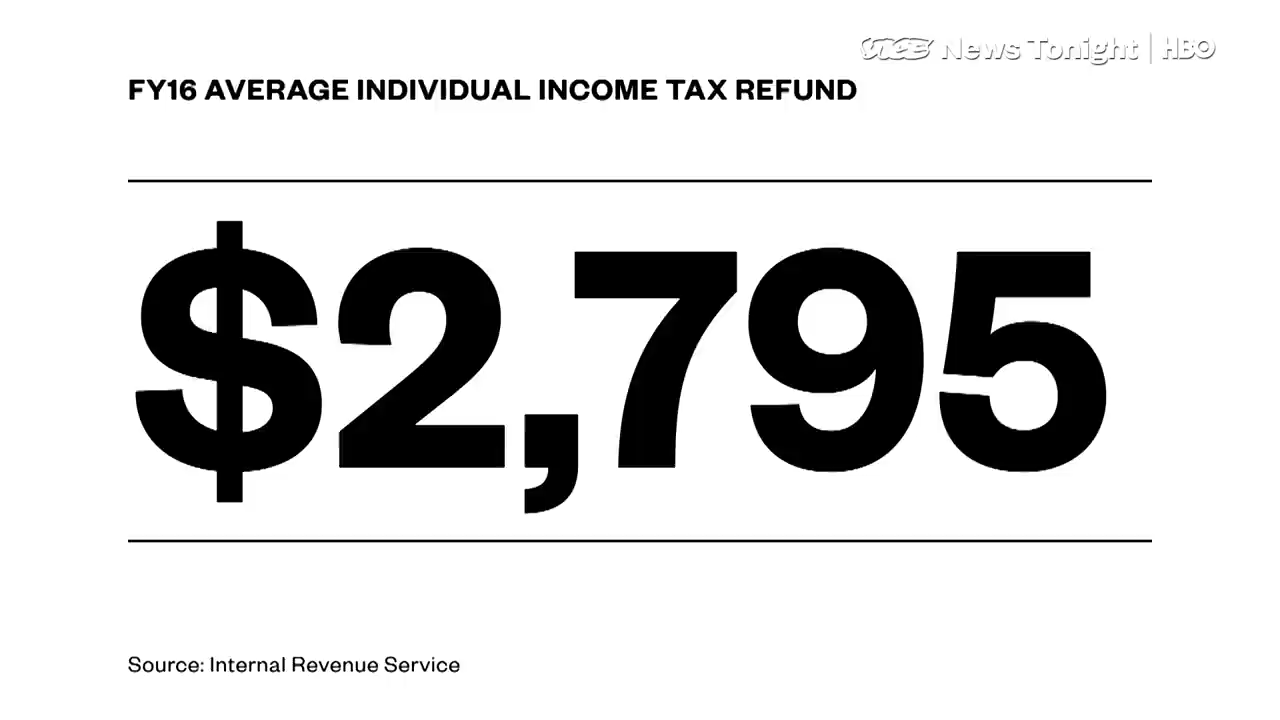 VICE News Tonight | HBO
FY16 AVERAGE INDIVIDUAL INCOME TAX REFUND
$2,795
Source: Internal Revenue Service